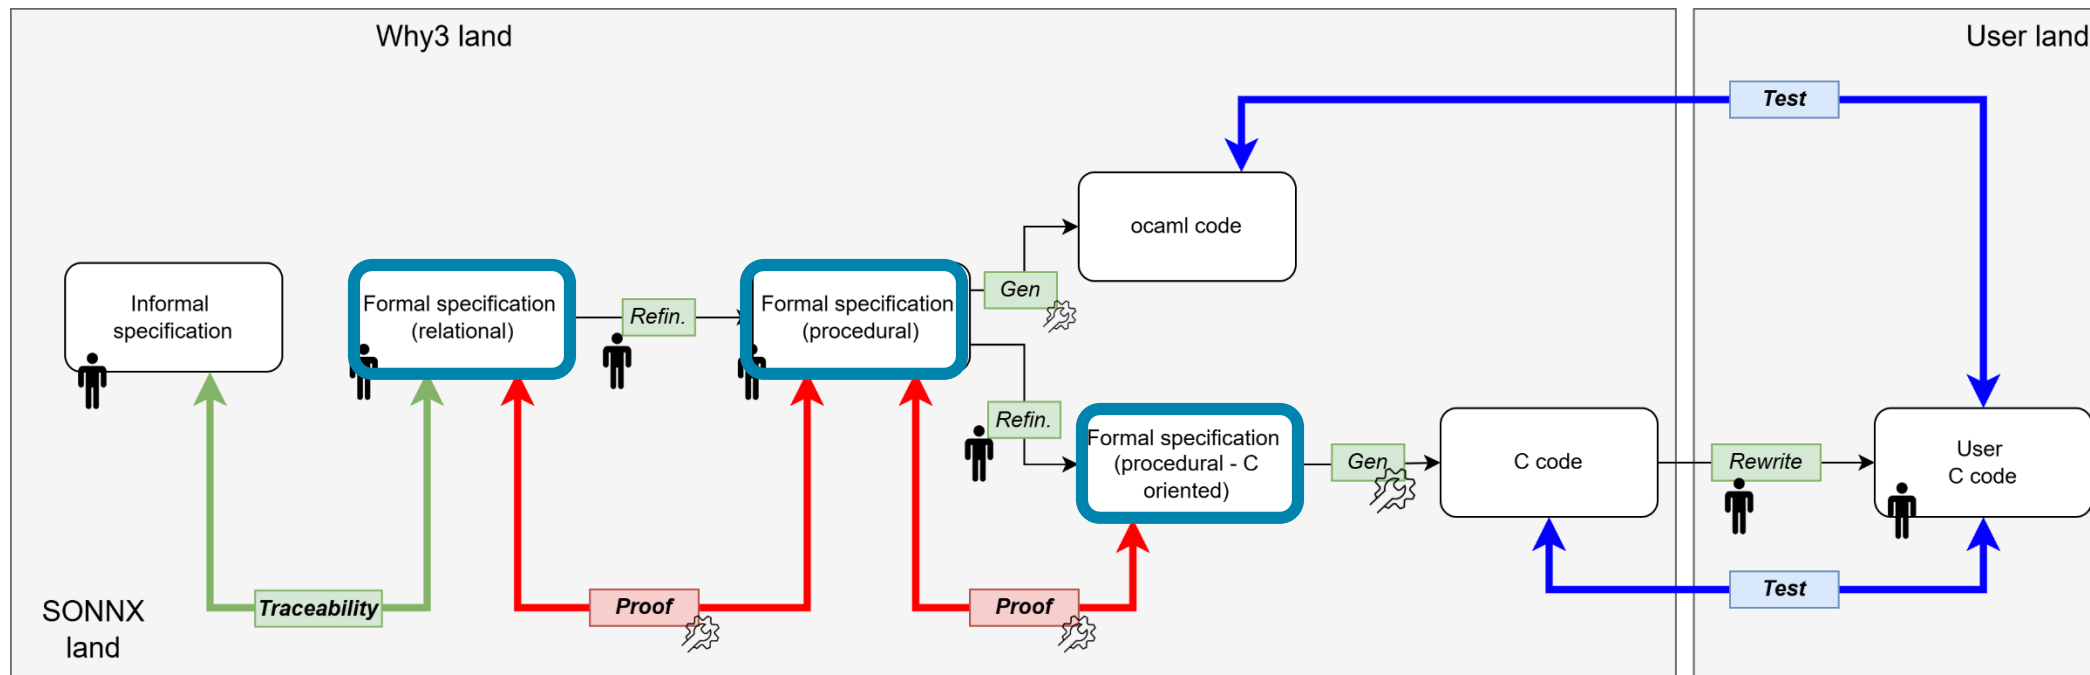 Why3 land
User land
Test
ocaml code
Informal
specification
Formal specification
(relational)
Refin.
Formal specification
(procedural)
Gen
Refin.
Formal specification
(procedural - C
oriented)
Gen
C code
Rewrite
User
C code
SONNX
land
Traceability
Proof
Proof
Test